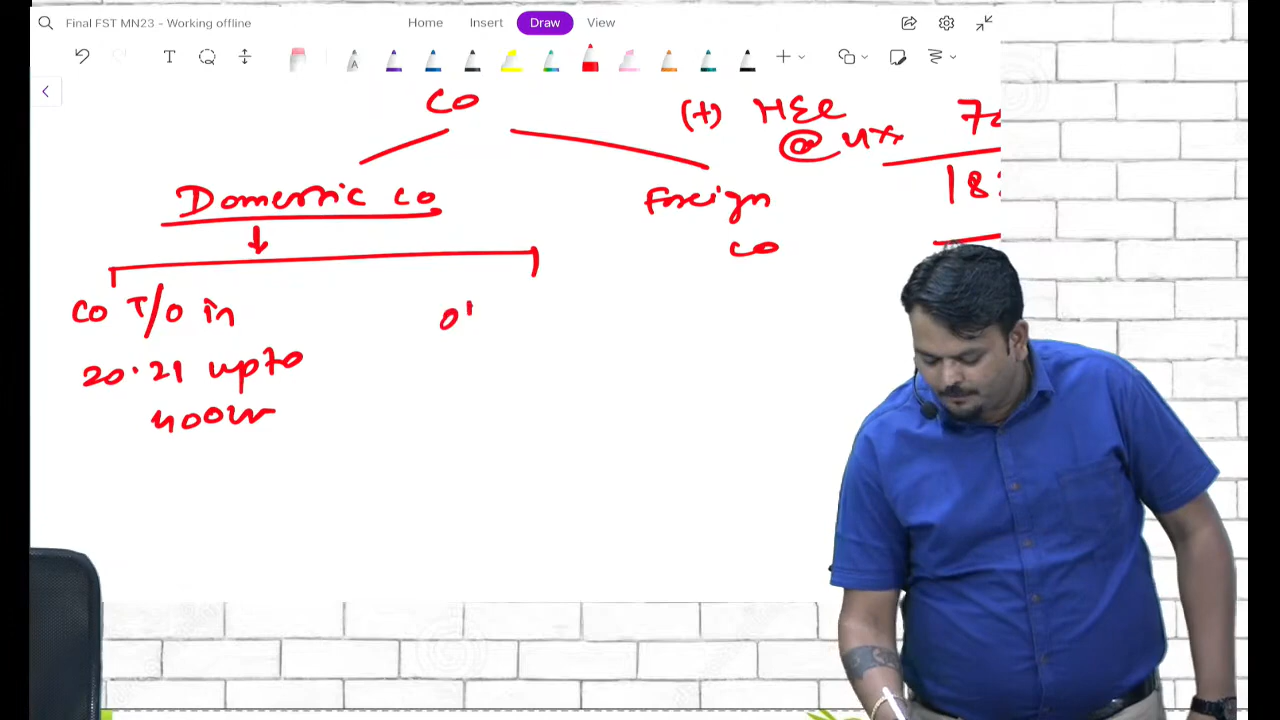 Final FST MN23 - Working offline
Home Insert Draw View
CO
(+) HEC
@ 4%
Domestic co
Foreign
co
CO T/O in
20.21 upto
400cr